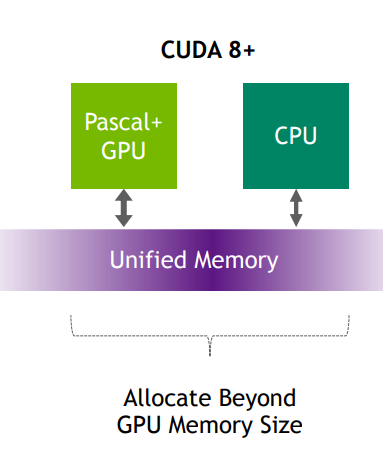 CUDA 8+
Pascal+
GPU
CPU
Unified Memory
Allocate Beyond
GPU Memory Size